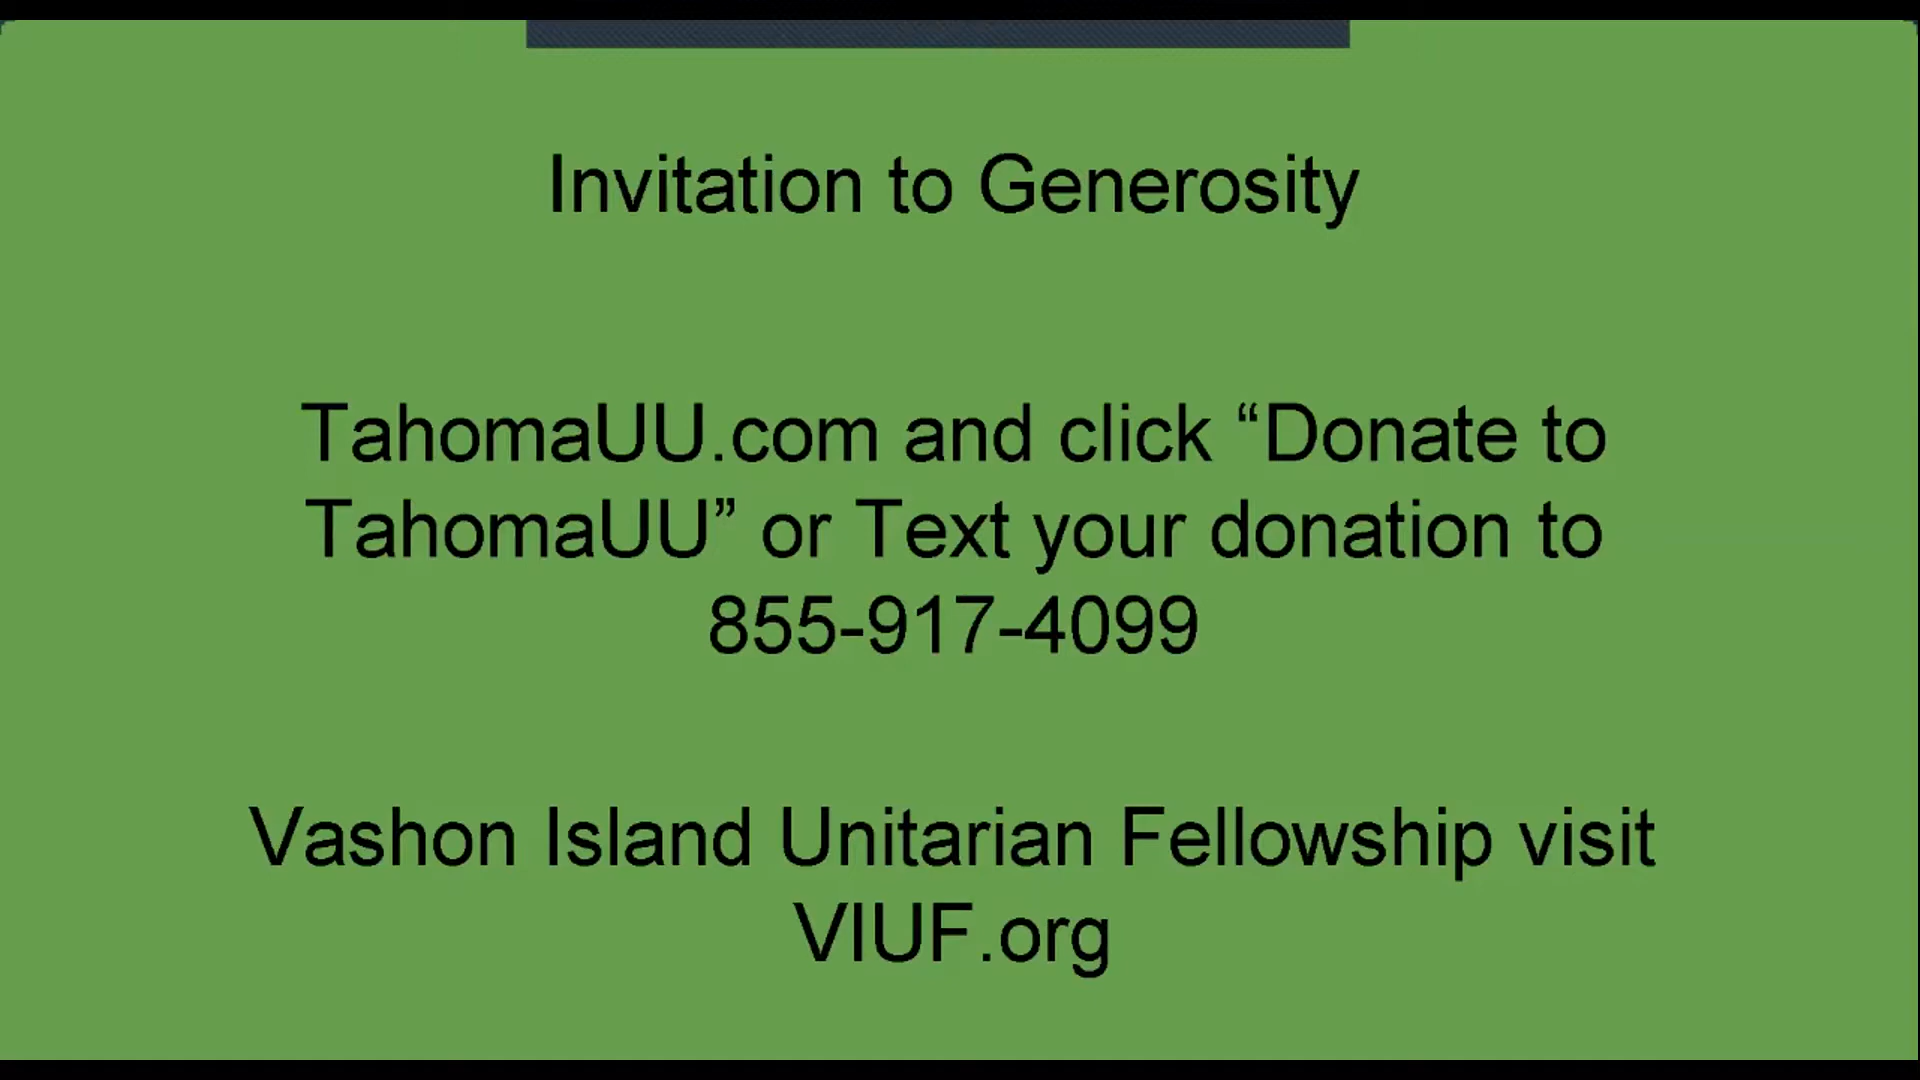 Invitation to Generosity
TahomaUU.com and click “Donate to
TahomaUU” or Text your donation to
855-917-4099
Vashon Island Unitarian Fellowship visit
VIUF.org